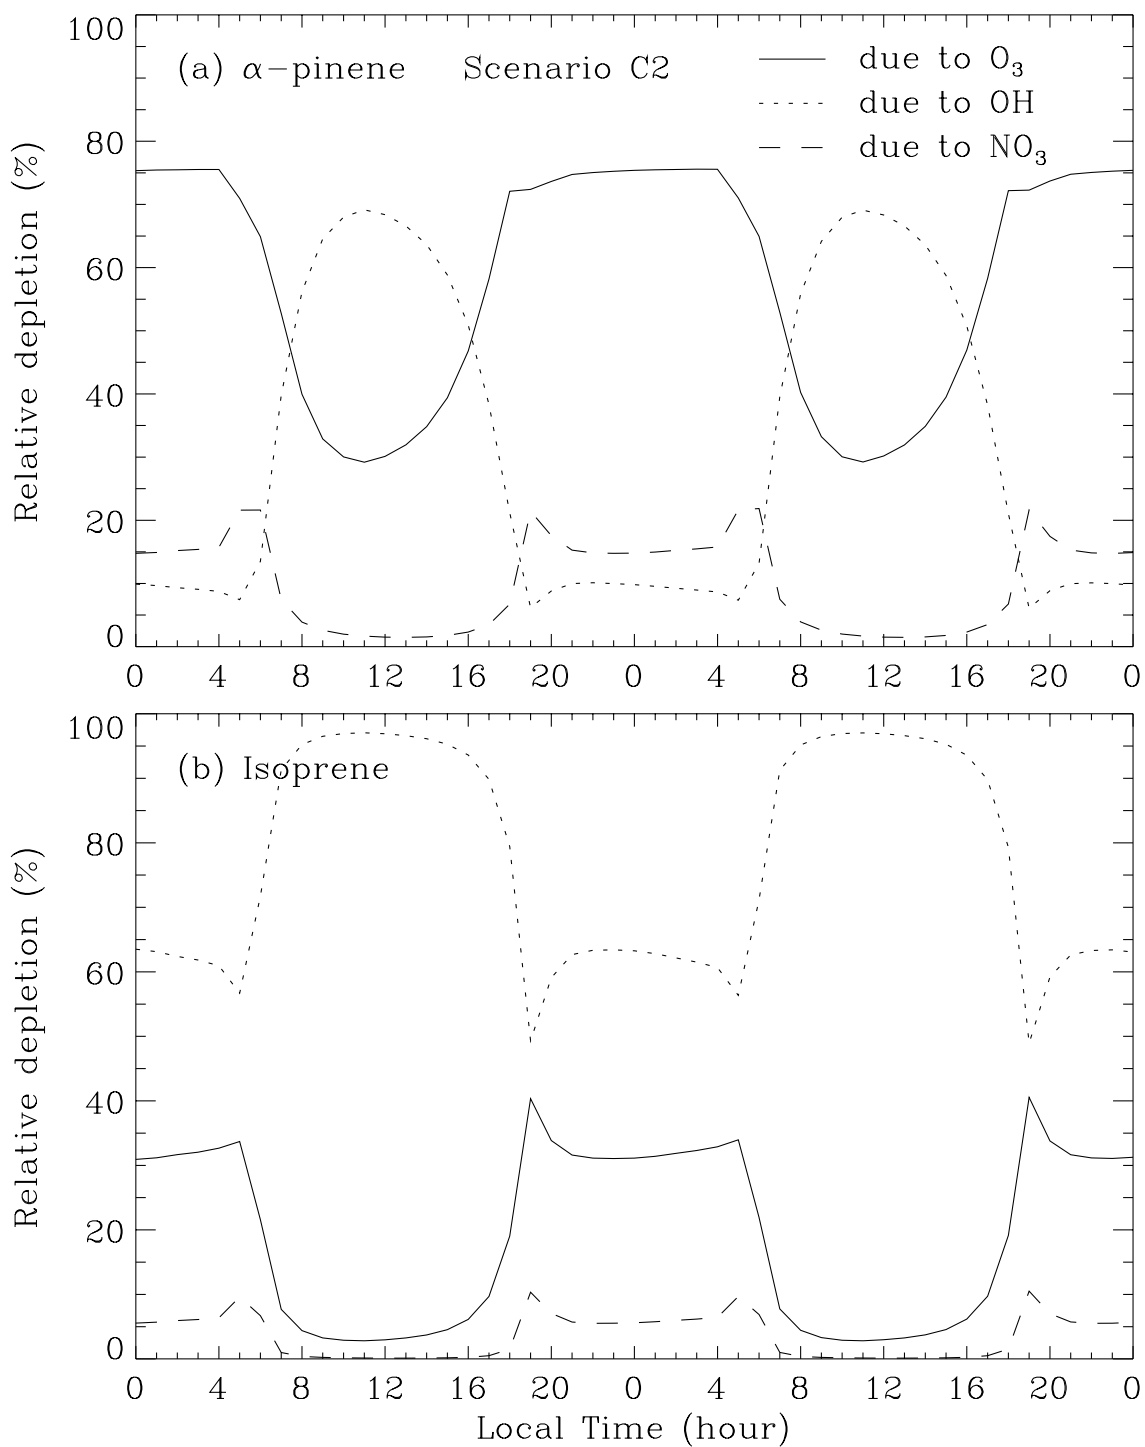 (a) α−pinene Scenario C2
due to O₃
due to OH
due to NO₃
Relative depletion (%)
100
80
60
40
20
0
0 4 8 12 16 20 0 4 8 12 16 20 0
(b) Isoprene
Relative depletion (%)
100
80
60
40
20
0
0 4 8 12 16 20 0 4 8 12 16 20 0
Local Time (hour)